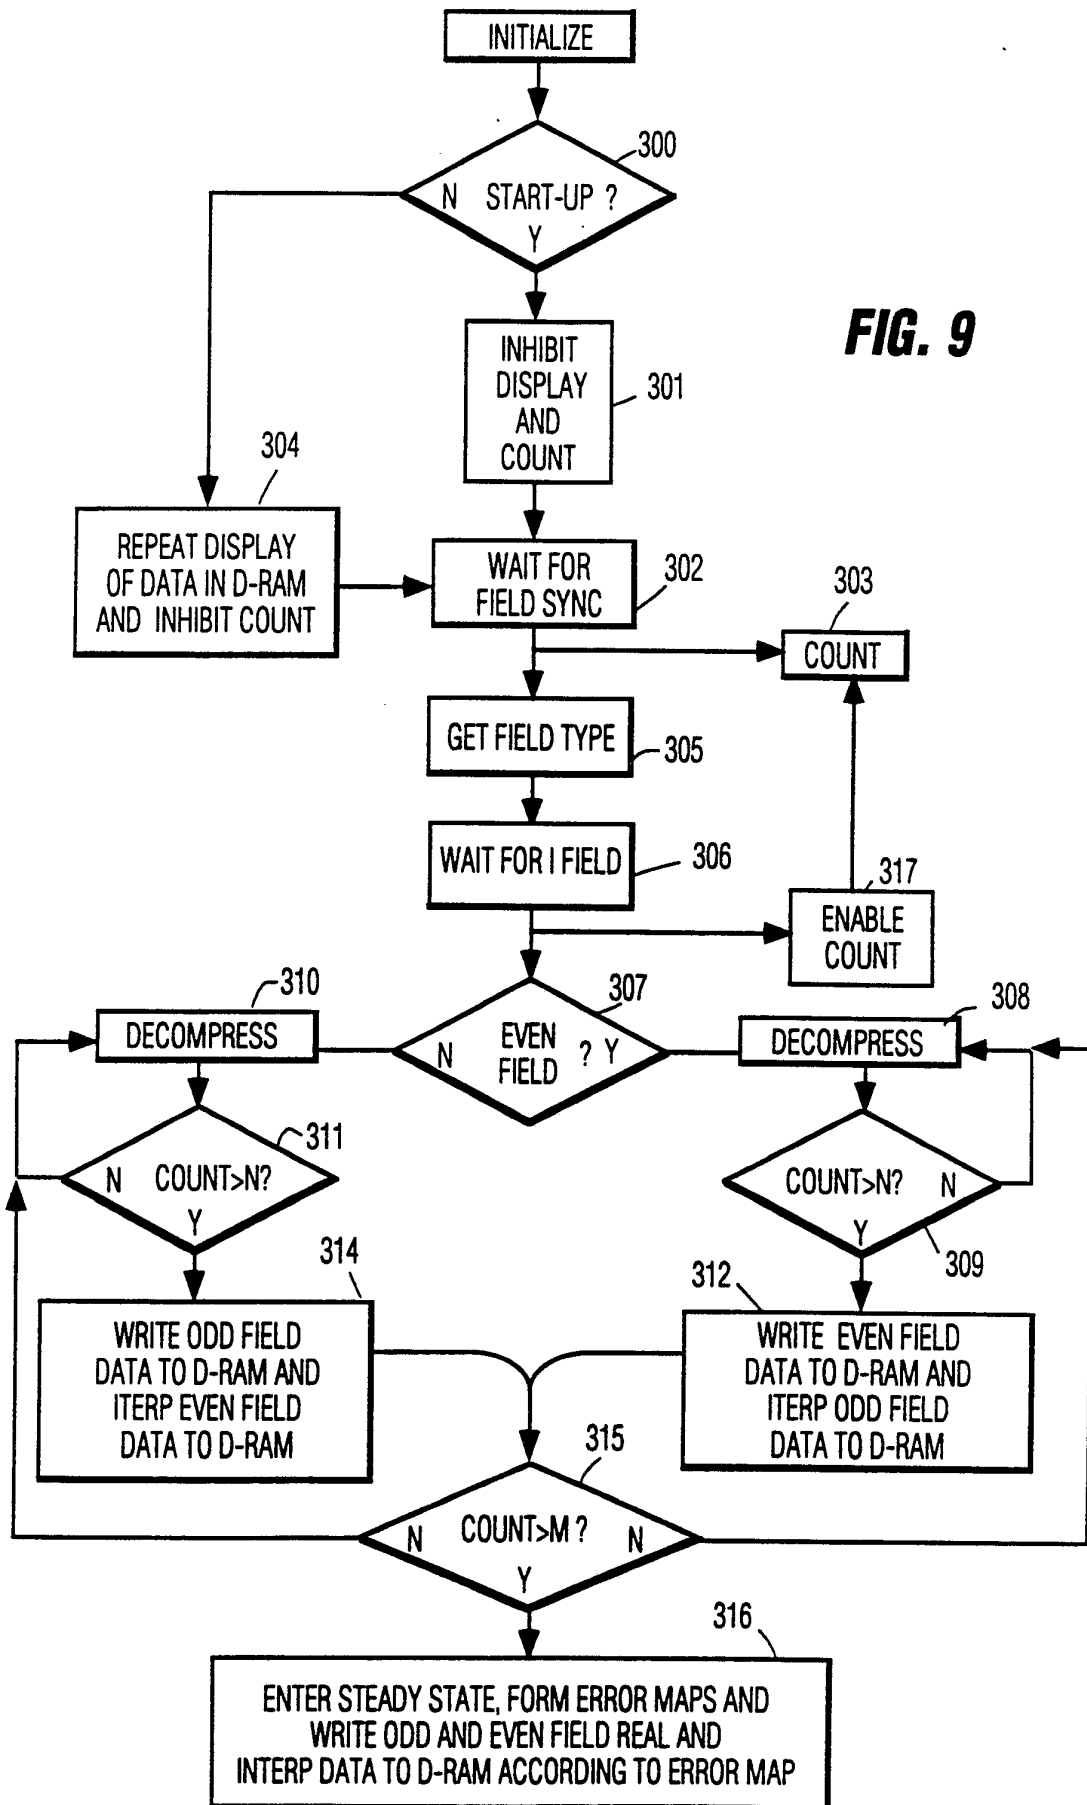 INITIALIZE
300
N START-UP ?
Y
FIG. 9
INHIBIT
DISPLAY
AND
COUNT
301
304
REPEAT DISPLAY
OF DATA IN D-RAM
AND INHIBIT COUNT
WAIT FOR
FIELD SYNC
302
303
COUNT
GET FIELD TYPE
305
WAIT FOR I FIELD
306
317
ENABLE
COUNT
310
DECOMPRESS
307
N EVEN
FIELD ? Y
308
DECOMPRESS
311
N COUNT>N?
Y
COUNT>N? N
Y
309
314
WRITE ODD FIELD
DATA TO D-RAM AND
ITERP EVEN FIELD
DATA TO D-RAM
312
WRITE EVEN FIELD
DATA TO D-RAM AND
ITERP ODD FIELD
DATA TO D-RAM
315
N COUNT>M ? N
Y
316
ENTER STEADY STATE, FORM ERROR MAPS AND
WRITE ODD AND EVEN FIELD REAL AND
INTERP DATA TO D-RAM ACCORDING TO ERROR MAP